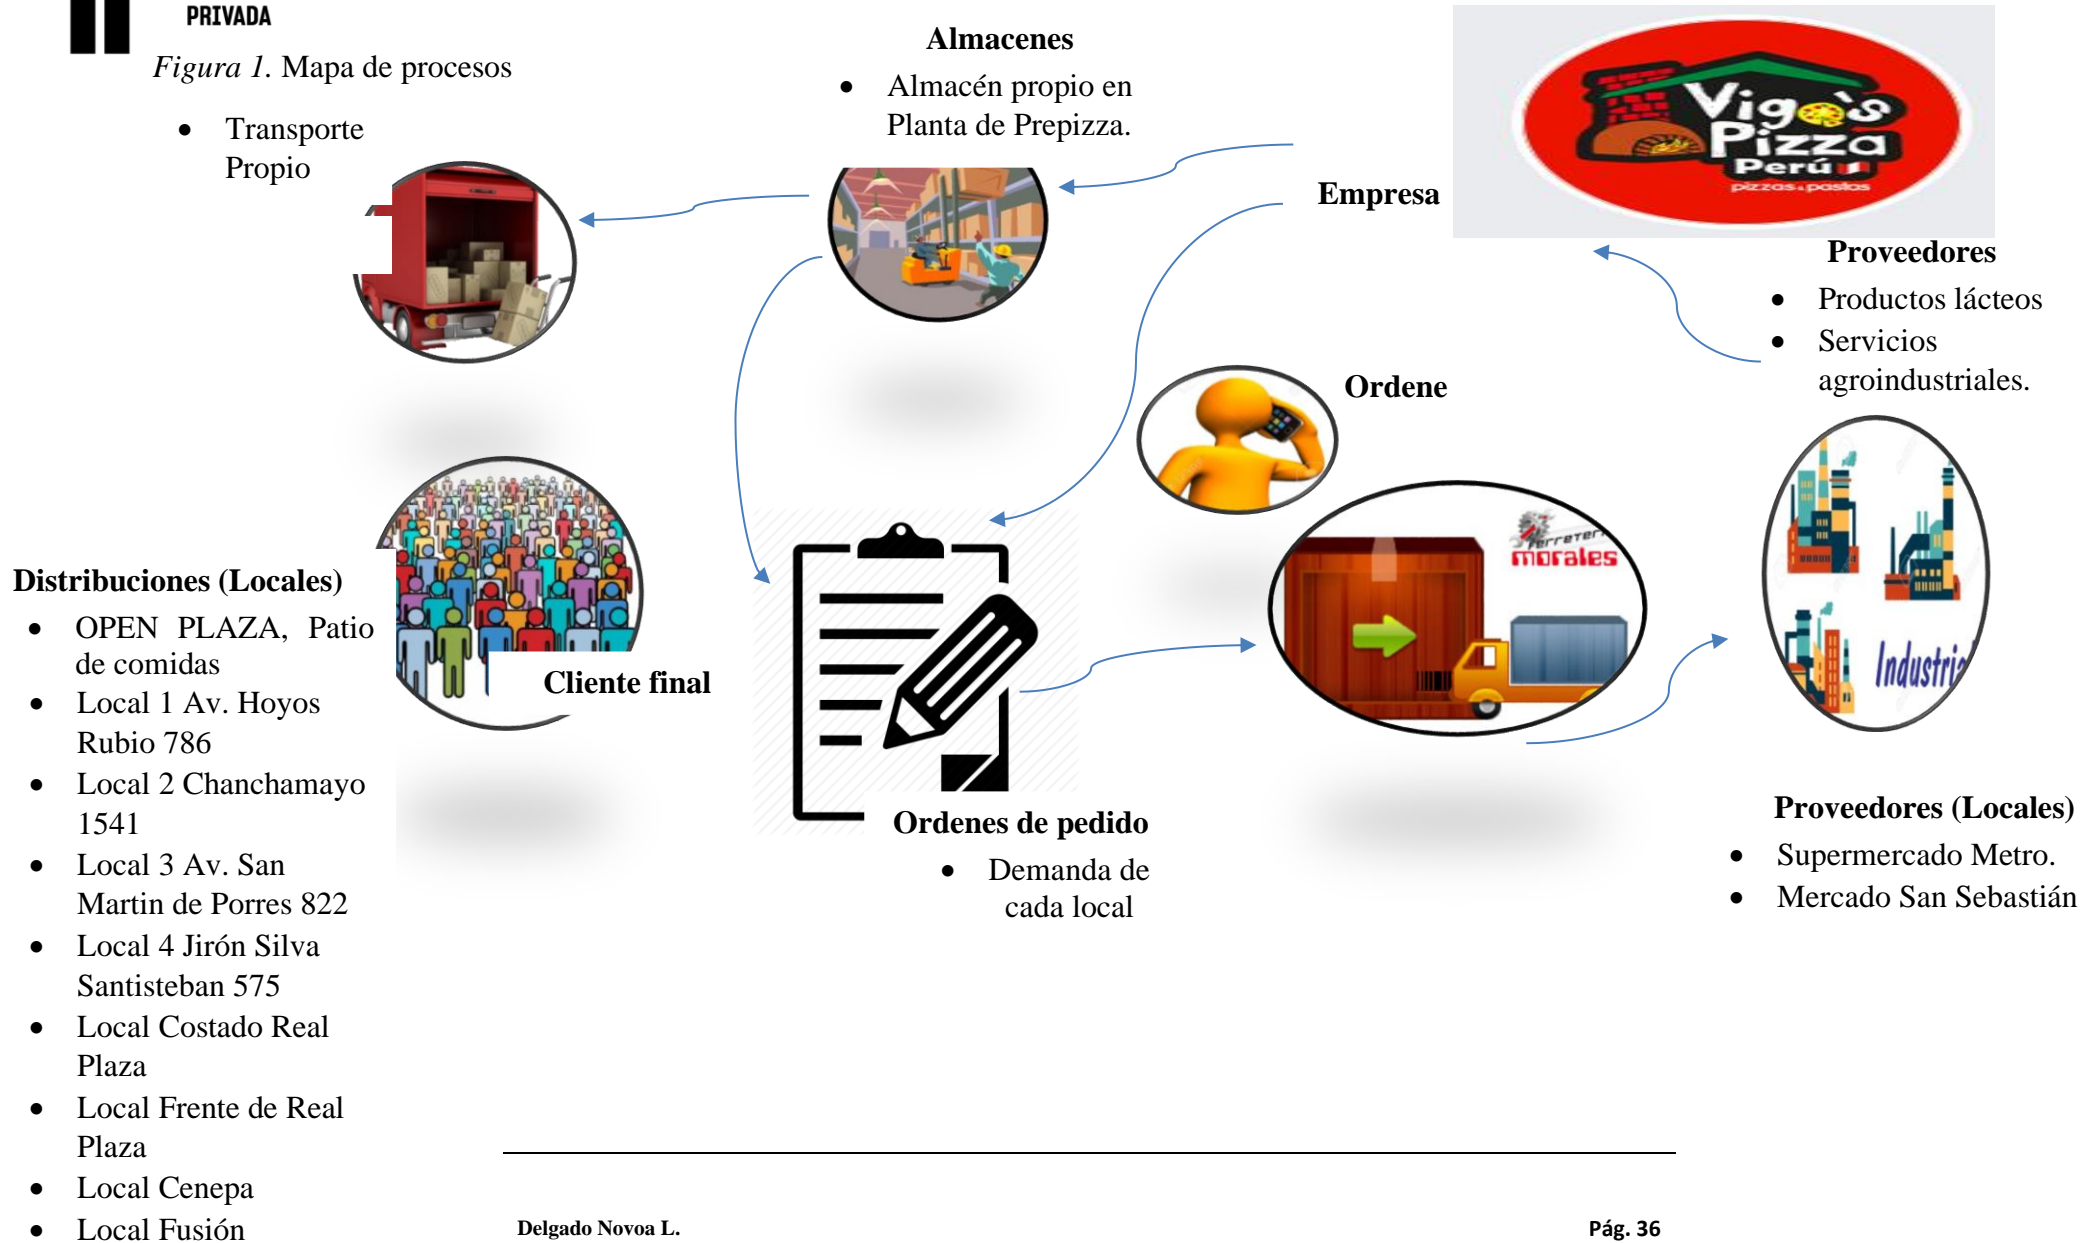 PRIVADA
Figura 1. Mapa de procesos
• Transporte
Propio
Almacenes
• Almacén propio en
Planta de Prepizza.
Vigo's
Pizza
Perú
pizzas & pastas
Empresa
Proveedores
• Productos lácteos
• Servicios
agroindustriales.
Ordene
morales
Industria
Distribuciones (Locales)
• OPEN PLAZA, Patio
de comidas
• Local 1 Av. Hoyos
Rubio 786
• Local 2 Chanchamayo
1541
• Local 3 Av. San
Martin de Porres 822
• Local 4 Jirón Silva
Santisteban 575
• Local Costado Real
Plaza
• Local Frente de Real
Plaza
• Local Cenepa
• Local Fusión
Cliente final
Ordenes de pedido
• Demanda de
cada local
Proveedores (Locales)
• Supermercado Metro.
• Mercado San Sebastián
Delgado Novoa L.
Pág. 36